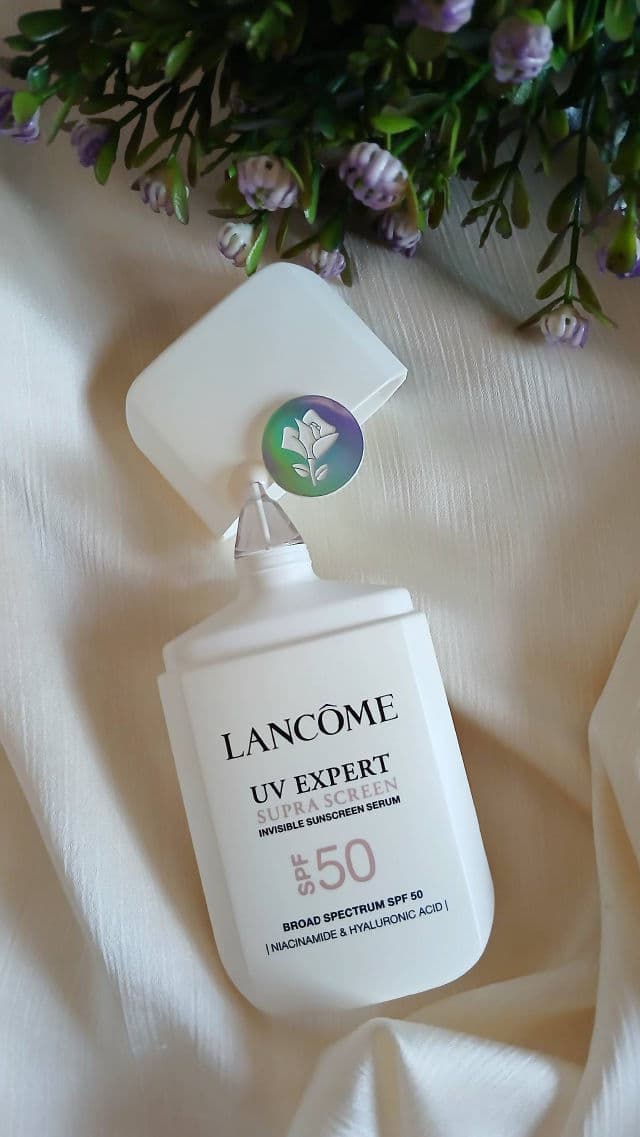 LANCÔME
UV EXPERT
SUPRA SCREEN
INVISIBLE SUNSCREEN SERUM
SPF 50
BROAD SPECTRUM SPF 50
| NIACINAMIDE & HYALURONIC ACID |